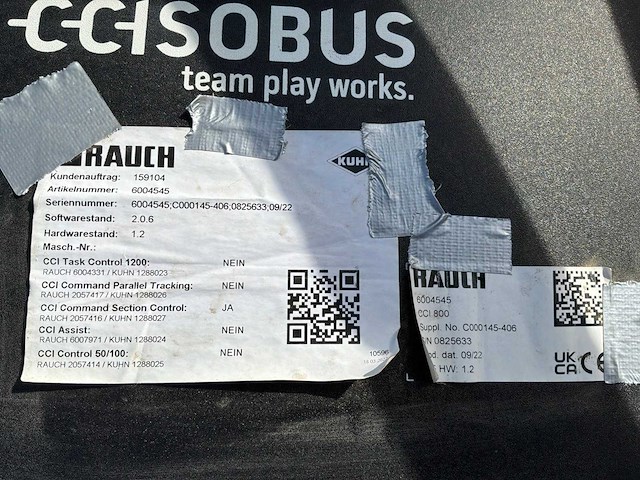 CCISOBUS
team play works.
RAUCH
KUHN
Kundenauftrag: 159104
Artikelnummer: 6004545
Seriennummer: 6004545;C000145-406;0825633;09/22
Softwarestand: 2.0.6
Hardwarestand: 1.2
Masch.-Nr.:
CCI Task Control 1200: NEIN
RAUCH 6004331 / KUHN 1288023
CCI Command Parallel Tracking: NEIN
RAUCH 2057417 / KUHN 1288026
CCI Command Section Control: JA
RAUCH 2057416 / KUHN 1288027
CCI Assist: NEIN
RAUCH 6007971 / KUHN 1288024
CCI Control 50/100: NEIN
RAUCH 2057414 / KUHN 1288025
10596
RAUCH
6004545
CCI 800
Suppl. No. C000145-406
SN 0825633
od. dat. 09/22
HW: 1.2
UK
CA CE